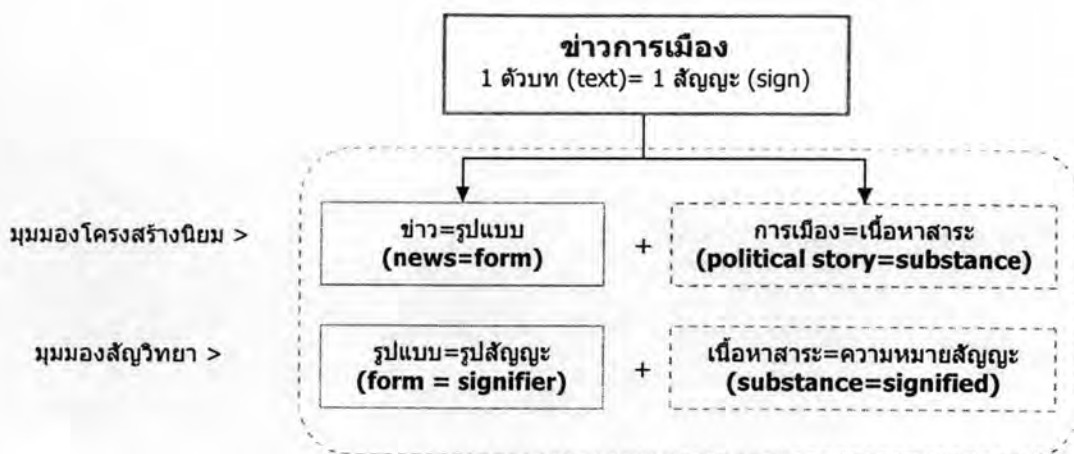 ข่าวการเมือง
1 ตัวบท (text)= 1 สัญญะ (sign)
มุมมองโครงสร้างนิยม >
ข่าว=รูปแบบ
(news=form)
+
การเมือง=เนื้อหาสาระ
(political story=substance)
มุมมองสัญวิทยา >
รูปแบบ=รูปสัญญะ
(form = signifier)
+
เนื้อหาสาระ=ความหมายสัญญะ
(substance=signified)